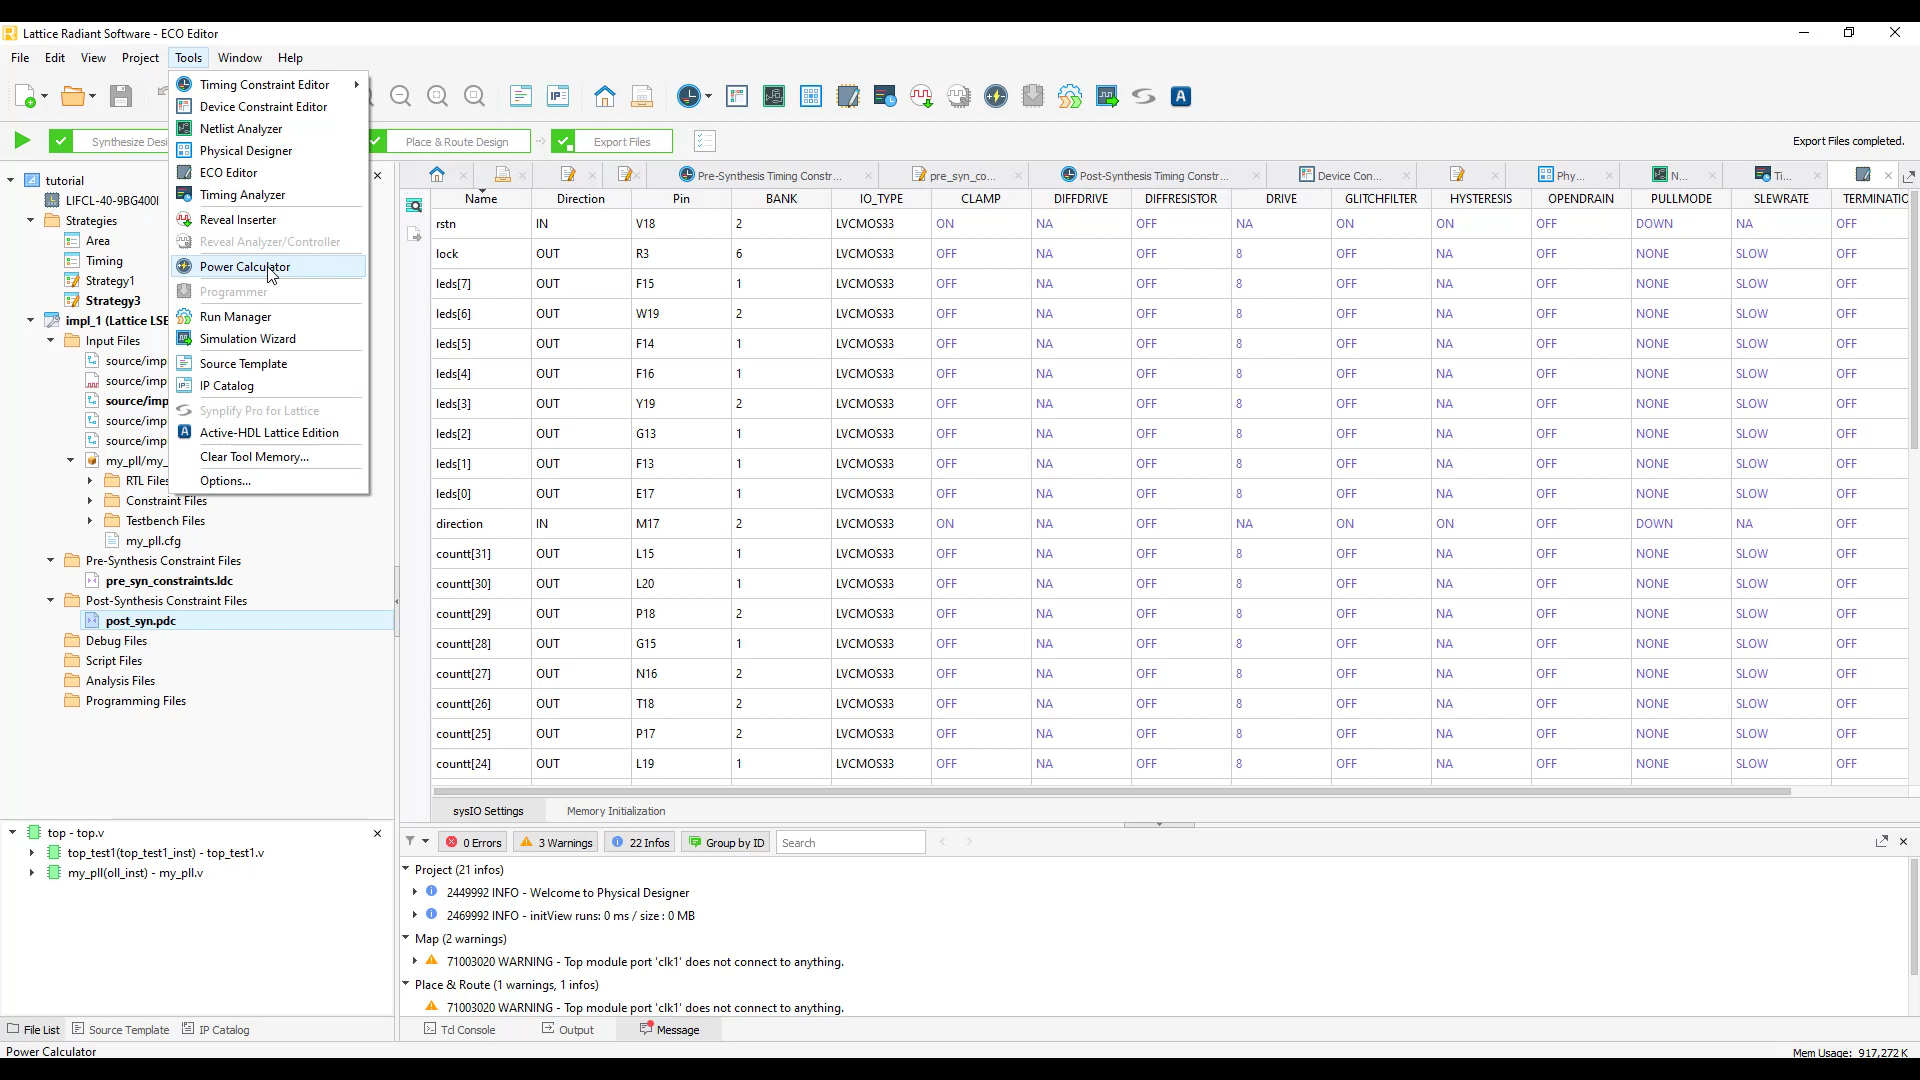 Lattice Radiant Software - ECO Editor
File Edit View Project Tools Window Help
Timing Constraint Editor
Device Constraint Editor
Netlist Analyzer
Physical Designer
ECO Editor
Timing Analyzer
Reveal Inserter
Reveal Analyzer/Controller
Power Calculator
Programmer
Run Manager
Simulation Wizard
Source Template
IP Catalog
Synplify Pro for Lattice
Active-HDL Lattice Edition
Clear Tool Memory...
Options...
Synthesize Desi Place & Route Design Export Files Export Files completed.
tutorial
LIFCL-40-9BG400I
Strategies
Area
Timing
Strategy1
Strategy3
impl_1 (Lattice LSE
Input Files
source/imp
source/imp
source/imp
source/imp
source/imp
my_pll/my_
RTL Files
Constraint Files
Testbench Files
my_pll.cfg
Pre-Synthesis Constraint Files
pre_syn_constraints.ldc
Post-Synthesis Constraint Files
post_syn.pdc
Debug Files
Script Files
Analysis Files
Programming Files
top - top.v
top_test1(top_test1_inst) - top_test1.v
my_pll(oll_inst) - my_pll.v
File List Source Template IP Catalog
Pre-Synthesis Timing Constr... pre_syn_co... Post-Synthesis Timing Constr... Device Con... Phy... N... Ti...
Name Direction Pin BANK IO_TYPE CLAMP DIFFDRIVE DIFFRESISTOR DRIVE GLITCHFILTER HYSTERESIS OPENDRAIN PULLMODE SLEWRATE TERMINATIO
rstn IN V18 2 LVCMOS33 ON NA OFF NA ON ON OFF DOWN NA OFF
lock OUT R3 6 LVCMOS33 OFF NA OFF 8 OFF NA OFF NONE SLOW OFF
leds[7] OUT F15 1 LVCMOS33 OFF NA OFF 8 OFF NA OFF NONE SLOW OFF
leds[6] OUT W19 2 LVCMOS33 OFF NA OFF 8 OFF NA OFF NONE SLOW OFF
leds[5] OUT F14 1 LVCMOS33 OFF NA OFF 8 OFF NA OFF NONE SLOW OFF
leds[4] OUT F16 1 LVCMOS33 OFF NA OFF 8 OFF NA OFF NONE SLOW OFF
leds[3] OUT Y19 2 LVCMOS33 OFF NA OFF 8 OFF NA OFF NONE SLOW OFF
leds[2] OUT G13 1 LVCMOS33 OFF NA OFF 8 OFF NA OFF NONE SLOW OFF
leds[1] OUT F13 1 LVCMOS33 OFF NA OFF 8 OFF NA OFF NONE SLOW OFF
leds[0] OUT E17 1 LVCMOS33 OFF NA OFF 8 OFF NA OFF NONE SLOW OFF
direction IN M17 2 LVCMOS33 ON NA OFF NA ON ON OFF DOWN NA OFF
countt[31] OUT L15 1 LVCMOS33 OFF NA OFF 8 OFF NA OFF NONE SLOW OFF
countt[30] OUT L20 1 LVCMOS33 OFF NA OFF 8 OFF NA OFF NONE SLOW OFF
countt[29] OUT P18 2 LVCMOS33 OFF NA OFF 8 OFF NA OFF NONE SLOW OFF
countt[28] OUT G15 1 LVCMOS33 OFF NA OFF 8 OFF NA OFF NONE SLOW OFF
countt[27] OUT N16 2 LVCMOS33 OFF NA OFF 8 OFF NA OFF NONE SLOW OFF
countt[26] OUT T18 2 LVCMOS33 OFF NA OFF 8 OFF NA OFF NONE SLOW OFF
countt[25] OUT P17 2 LVCMOS33 OFF NA OFF 8 OFF NA OFF NONE SLOW OFF
countt[24] OUT L19 1 LVCMOS33 OFF NA OFF 8 OFF NA OFF NONE SLOW OFF
sysIO Settings Memory Initialization
0 Errors 3 Warnings 22 Infos Group by ID Search
Project (21 infos)
2449992 INFO - Welcome to Physical Designer
2469992 INFO - initView runs: 0 ms / size : 0 MB
Map (2 warnings)
71003020 WARNING - Top module port 'clk1' does not connect to anything.
Place & Route (1 warnings, 1 infos)
71003020 WARNING - Top module port 'clk1' does not connect to anything.
Tcl Console Output Message
Power Calculator Mem Usage: 917,272 K